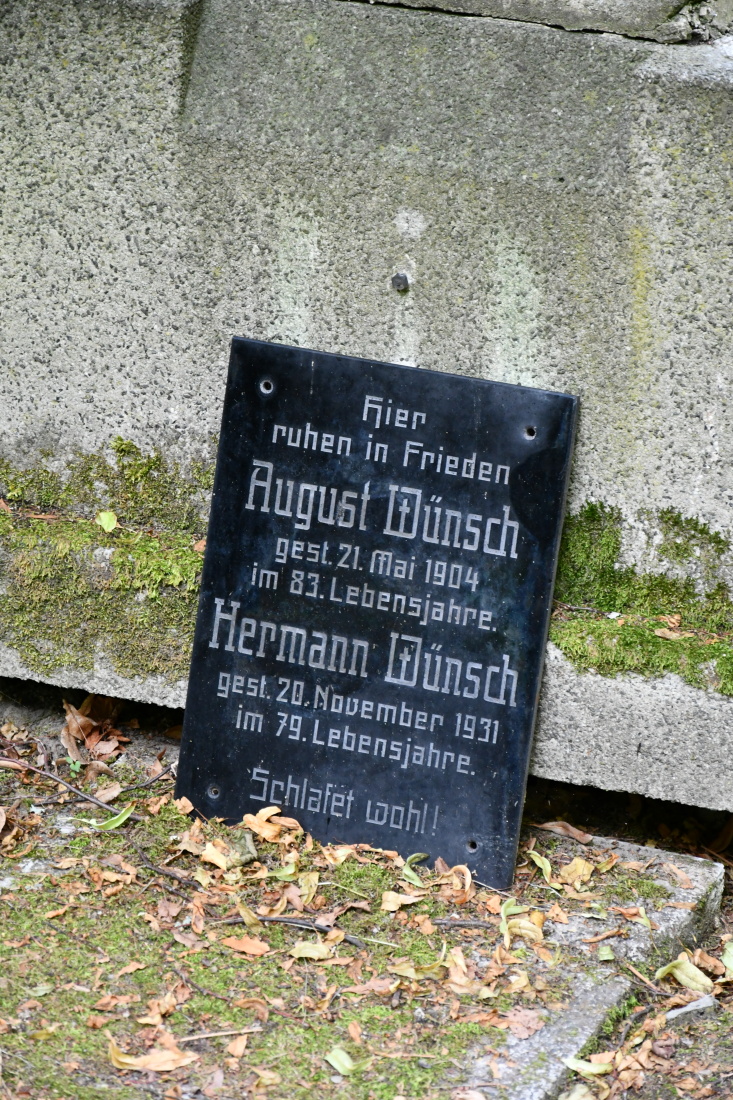 Hier
ruhen in Frieden
August Wünsch
gest. 21. Mai 1904
im 83. Lebensjahre.
Hermann Wünsch
gest. 20. November 1931
im 79. Lebensjahre.
Schlafet wohl!